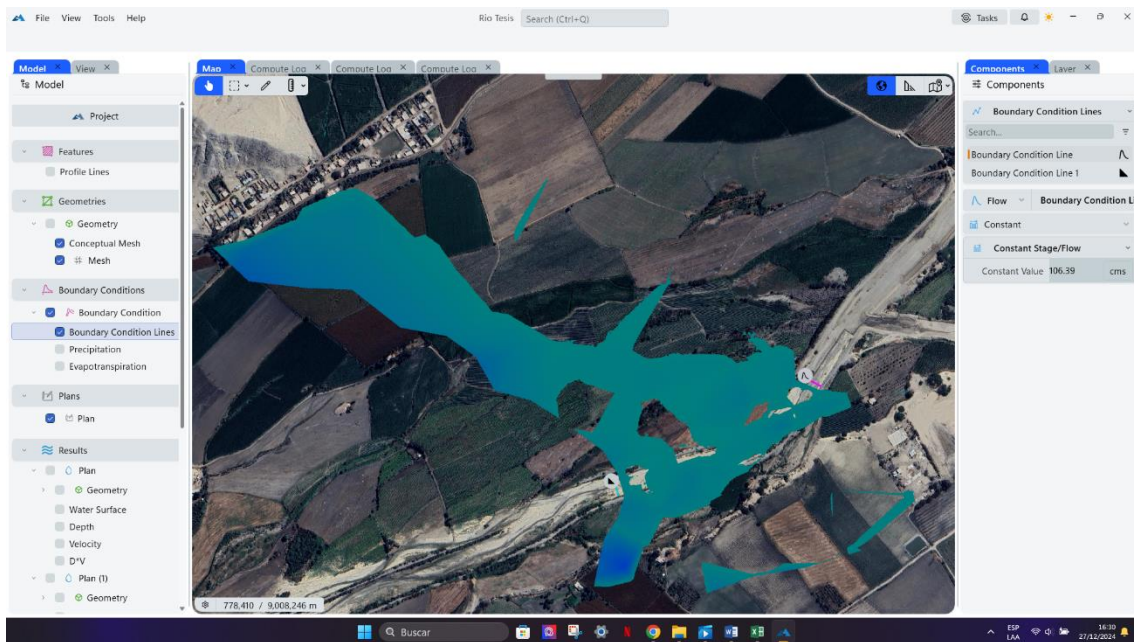 File View Tools Help
Rio Tesis
Search (Ctrl+Q)
Tasks
Model View
Model
Project
Features
Profile Lines
Geometries
Geometry
Conceptual Mesh
Mesh
Boundary Conditions
Boundary Condition
Boundary Condition Lines
Precipitation
Evapotranspiration
Plans
Plan
Results
Plan
Geometry
Water Surface
Depth
Velocity
D*V
Plan (1)
Geometry
Map Compute Log Compute Log Compute Log
778,410 / 9,008,246 m
Components Layer
Components
Boundary Condition Lines
Search...
Boundary Condition Line
Boundary Condition Line 1
Flow Boundary Condition Li
Constant
Constant Stage/Flow
Constant Value 106.39 cms
Buscar
ESP
LAA
16:30
27/12/2024